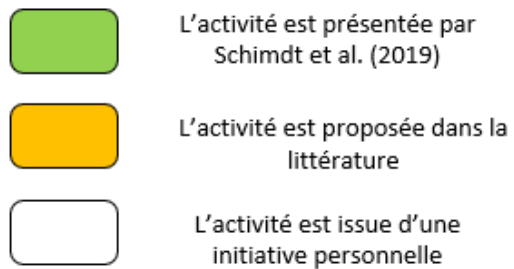 L’activité est présentée par
Schimdt et al. (2019)
L’activité est proposée dans la
littérature
L’activité est issue d’une
initiative personnelle